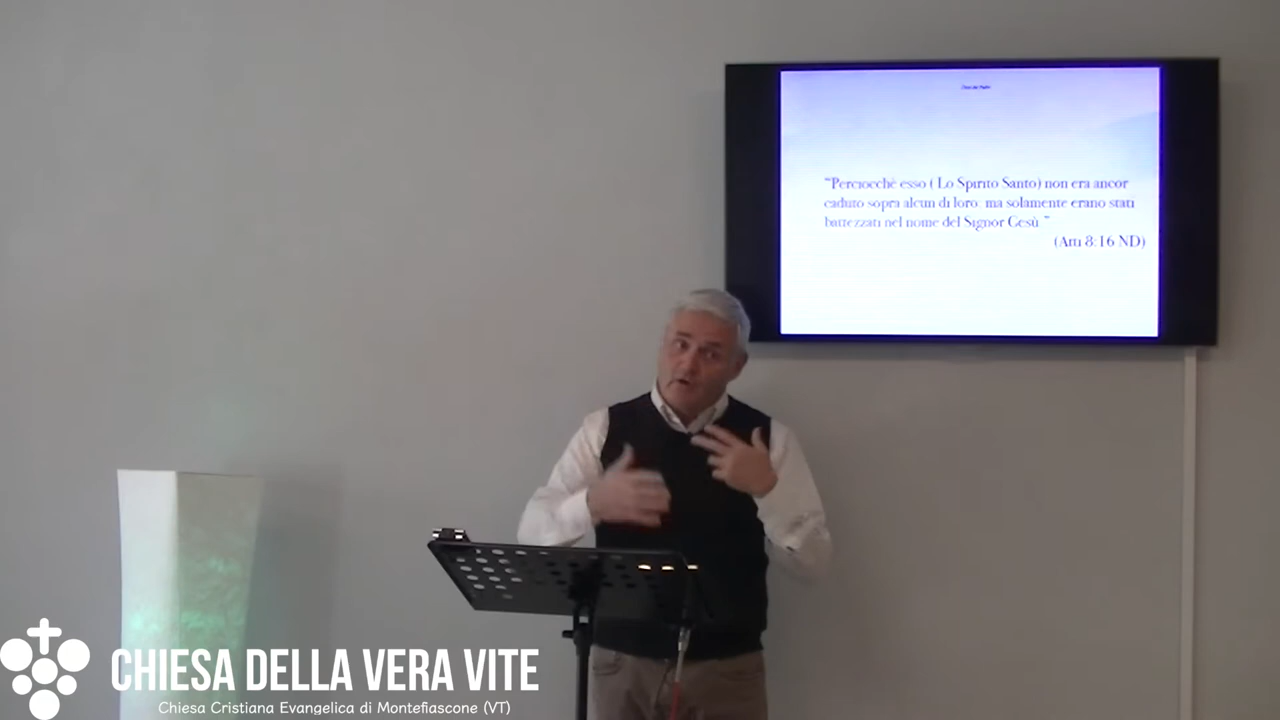 "Perciocchè esso ( Lo Spirito Santo) non era ancor
caduto sopra alcun di loro ma solamente erano stati
battezzati nel nome del Signor Gesù "
(Atti 8:16 ND)
CHIESA DELLA VERA VITE
Chiesa Cristiana Evangelica di Montefiascone (VT)